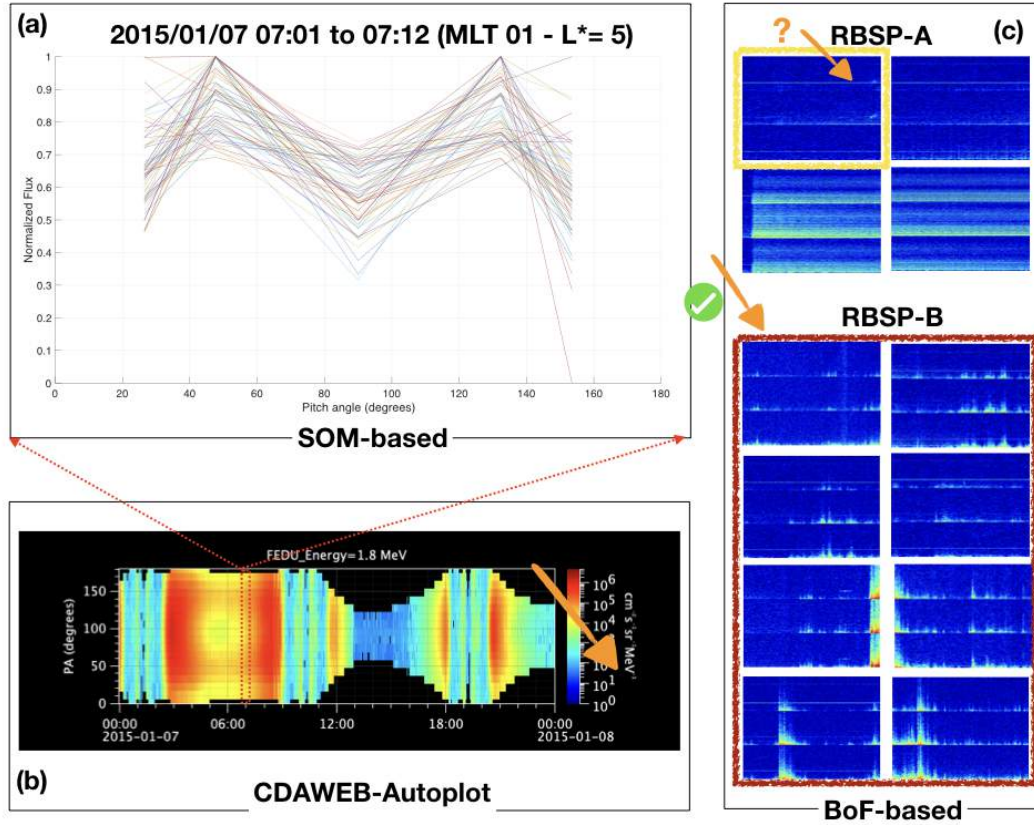 (a)
2015/01/07 07:01 to 07:12 (MLT 01 - L*= 5)
1
0.9
0.8
0.7
0.6
0.5
0.4
0.3
0.2
0.1
0
Normalized Flux
0 20 40 60 80 100 120 140 160 180
Pitch angle (degrees)
SOM-based
FEDU_Energy=1.8 MeV
150
100
50
0
PA (degrees)
00:00 06:00 12:00 18:00 00:00
2015-01-07 2015-01-08
10⁶
10⁵
10⁴
10³
10²
10¹
10⁰
(b)
CDAWEB-Autoplot
RBSP-A (c)
?
RBSP-B
BoF-based